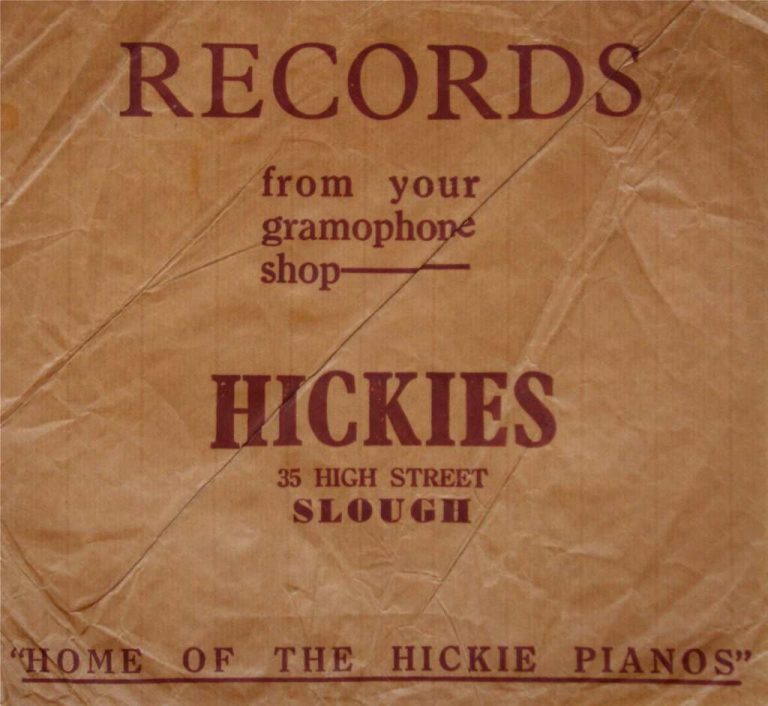 RECORDS
from your
gramophone
shop—
HICKIES
35 HIGH STREET
SLOUGH
"HOME OF THE HICKIE PIANOS"